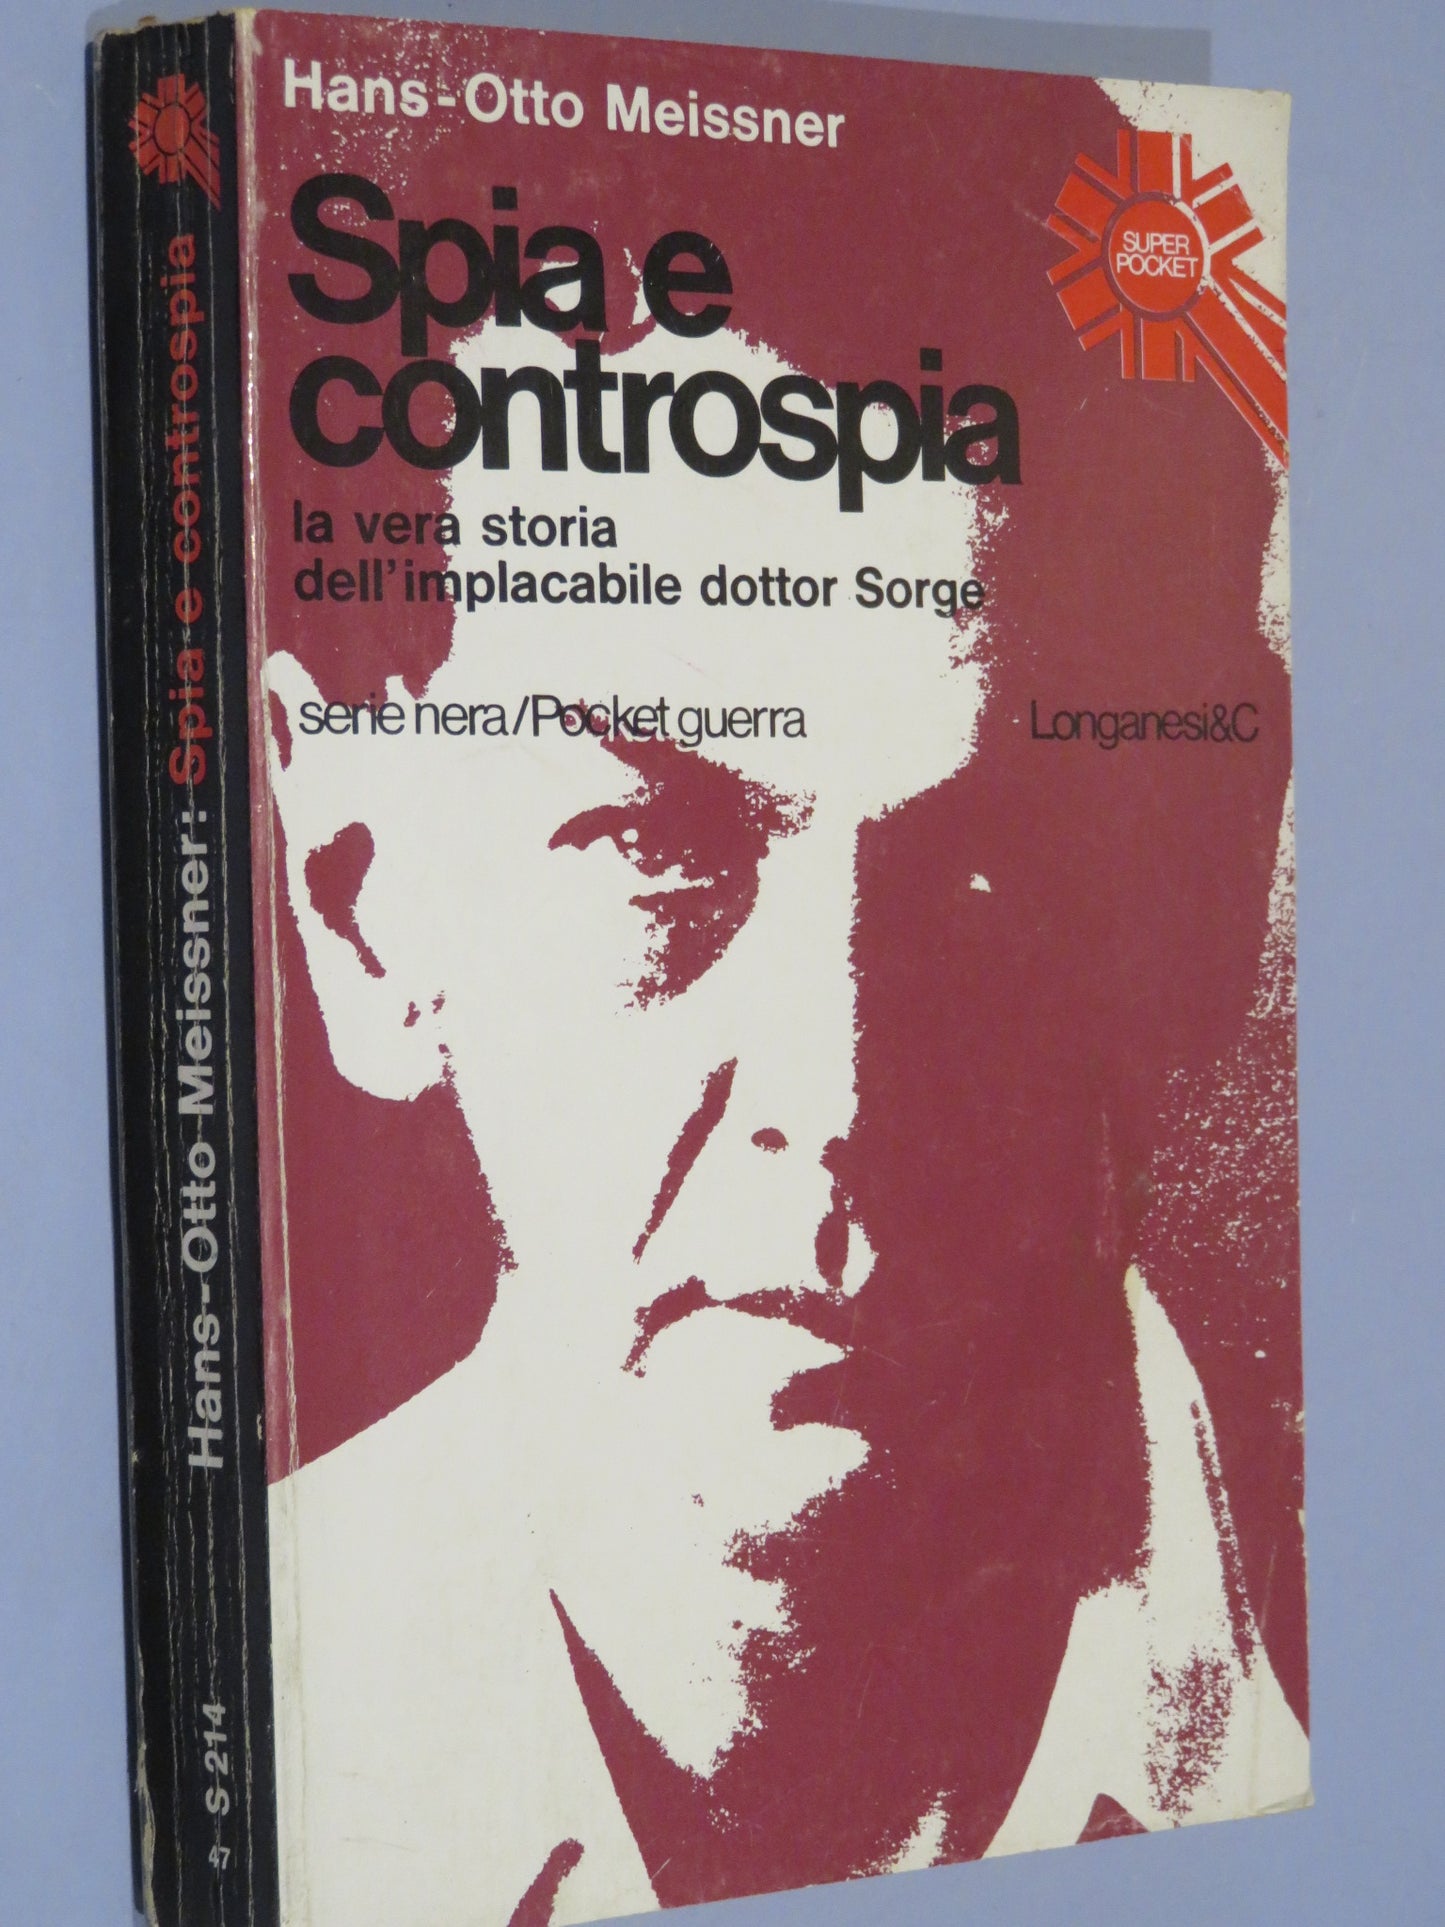 Hans-Otto Meissner
Spia e
controspia
la vera storia
dell'implacabile dottor Sorge
serie nera/Pocket guerra
Longanesi&C
SUPER
POCKET
Hans-Otto Meissner: Spia e controspia
S 214
47